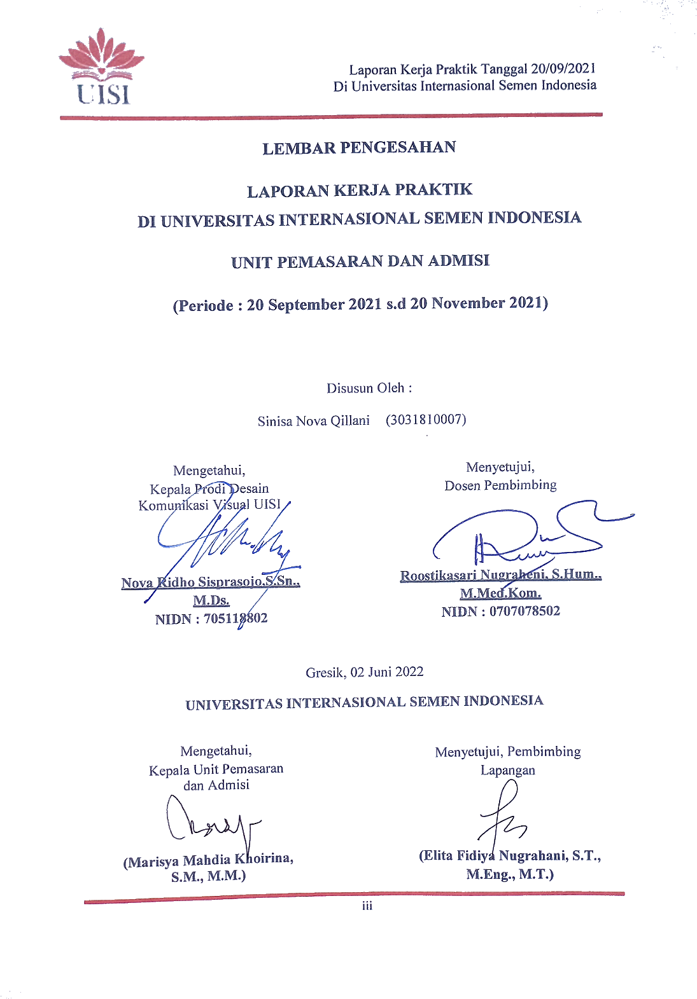 UISI
Laporan Kerja Praktik Tanggal 20/09/2021
Di Universitas Internasional Semen Indonesia
LEMBAR PENGESAHAN
LAPORAN KERJA PRAKTIK
DI UNIVERSITAS INTERNASIONAL SEMEN INDONESIA
UNIT PEMASARAN DAN ADMISI
(Periode : 20 September 2021 s.d 20 November 2021)
Disusun Oleh :
Sinisa Nova Qillani (3031810007)
Mengetahui,
Kepala Prodi Desain
Komunikasi Visual UISI
Nova Ridho Sisprasojo.S.Sn.,
M.Ds.
NIDN : 705118802
Menyetujui,
Dosen Pembimbing
Roostikasari Nugraheni, S.Hum.,
M.Med.Kom.
NIDN : 0707078502
Gresik, 02 Juni 2022
UNIVERSITAS INTERNASIONAL SEMEN INDONESIA
Mengetahui,
Kepala Unit Pemasaran
dan Admisi
(Marisya Mahdia Khoirina,
S.M., M.M.)
Menyetujui, Pembimbing
Lapangan
(Elita Fidiya Nugrahani, S.T.,
M.Eng., M.T.)
iii